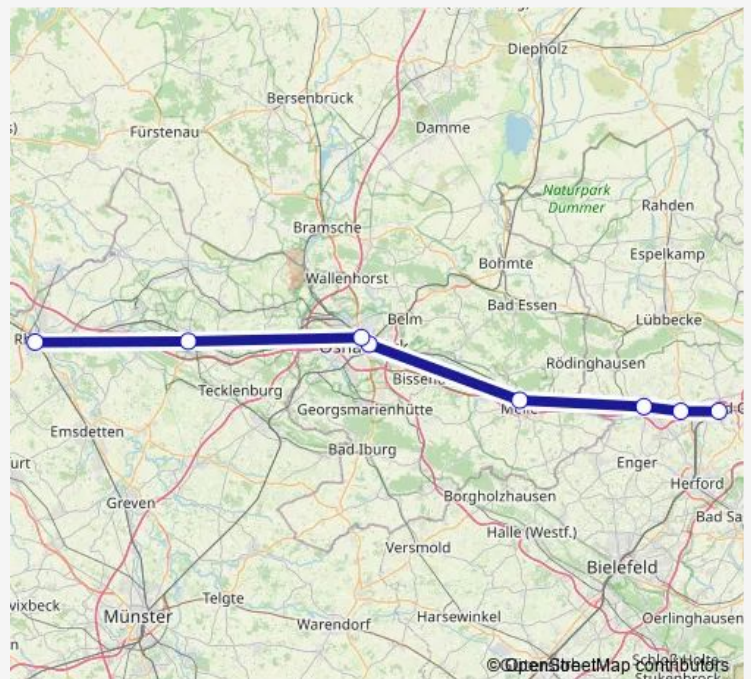 Diepholz
Bersenbrück
Damme
Fürstenau
Naturpark
Dümmer
Rahden
Bramsche
Espelkamp
Bohmte
Wallenhorst
Bad Essen
Belm
Lübbecke
Rödinghausen
Tecklenburg
Georgsmarienhütte
Emsdetten
Bad Iburg
Enger
Herford
Greven
Borgholzhausen
Halle (Westf.)
Versmold
Bielefeld
Telgte
Münster
Warendorf
Harsewinkel
Oerlinghausen
OpenStreetMap contributors